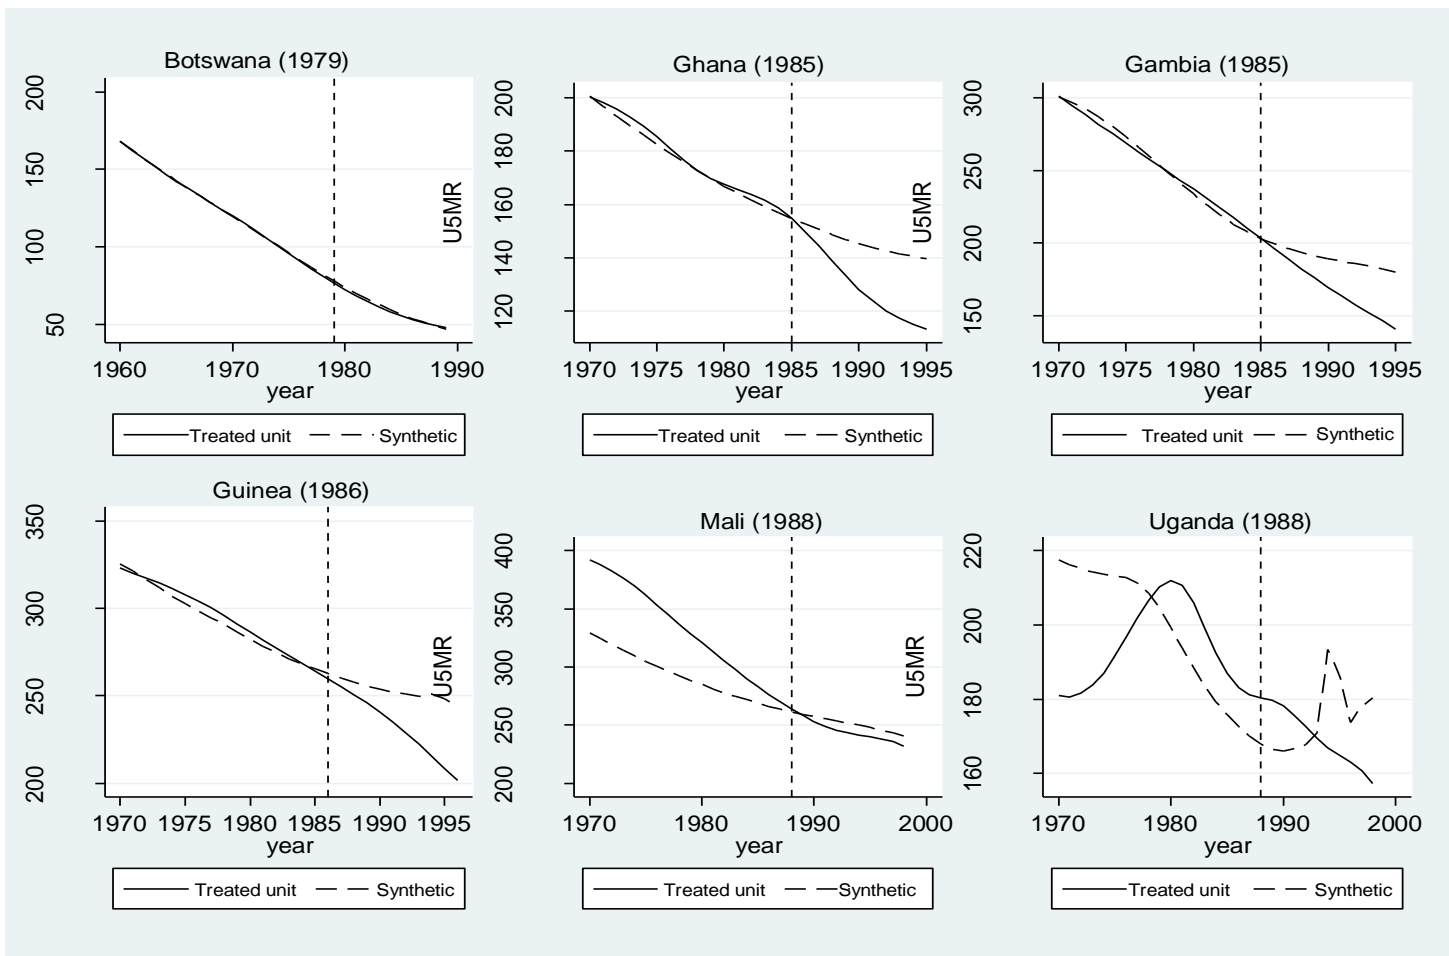 Botswana (1979)
200
150
100
50
1960 1970 1980 1990
year
Treated unit Synthetic
Ghana (1985)
U5MR
200
180
160
140
120
1970 1975 1980 1985 1990 1995
year
Treated unit Synthetic
Gambia (1985)
U5MR
300
250
200
150
1970 1975 1980 1985 1990 1995
year
Treated unit Synthetic
Guinea (1986)
350
300
250
200
1970 1975 1980 1985 1990 1995
year
Treated unit Synthetic
Mali (1988)
U5MR
400
350
300
250
200
1970 1980 1990 2000
year
Treated unit Synthetic
Uganda (1988)
U5MR
220
200
180
160
1970 1980 1990 2000
year
Treated unit Synthetic